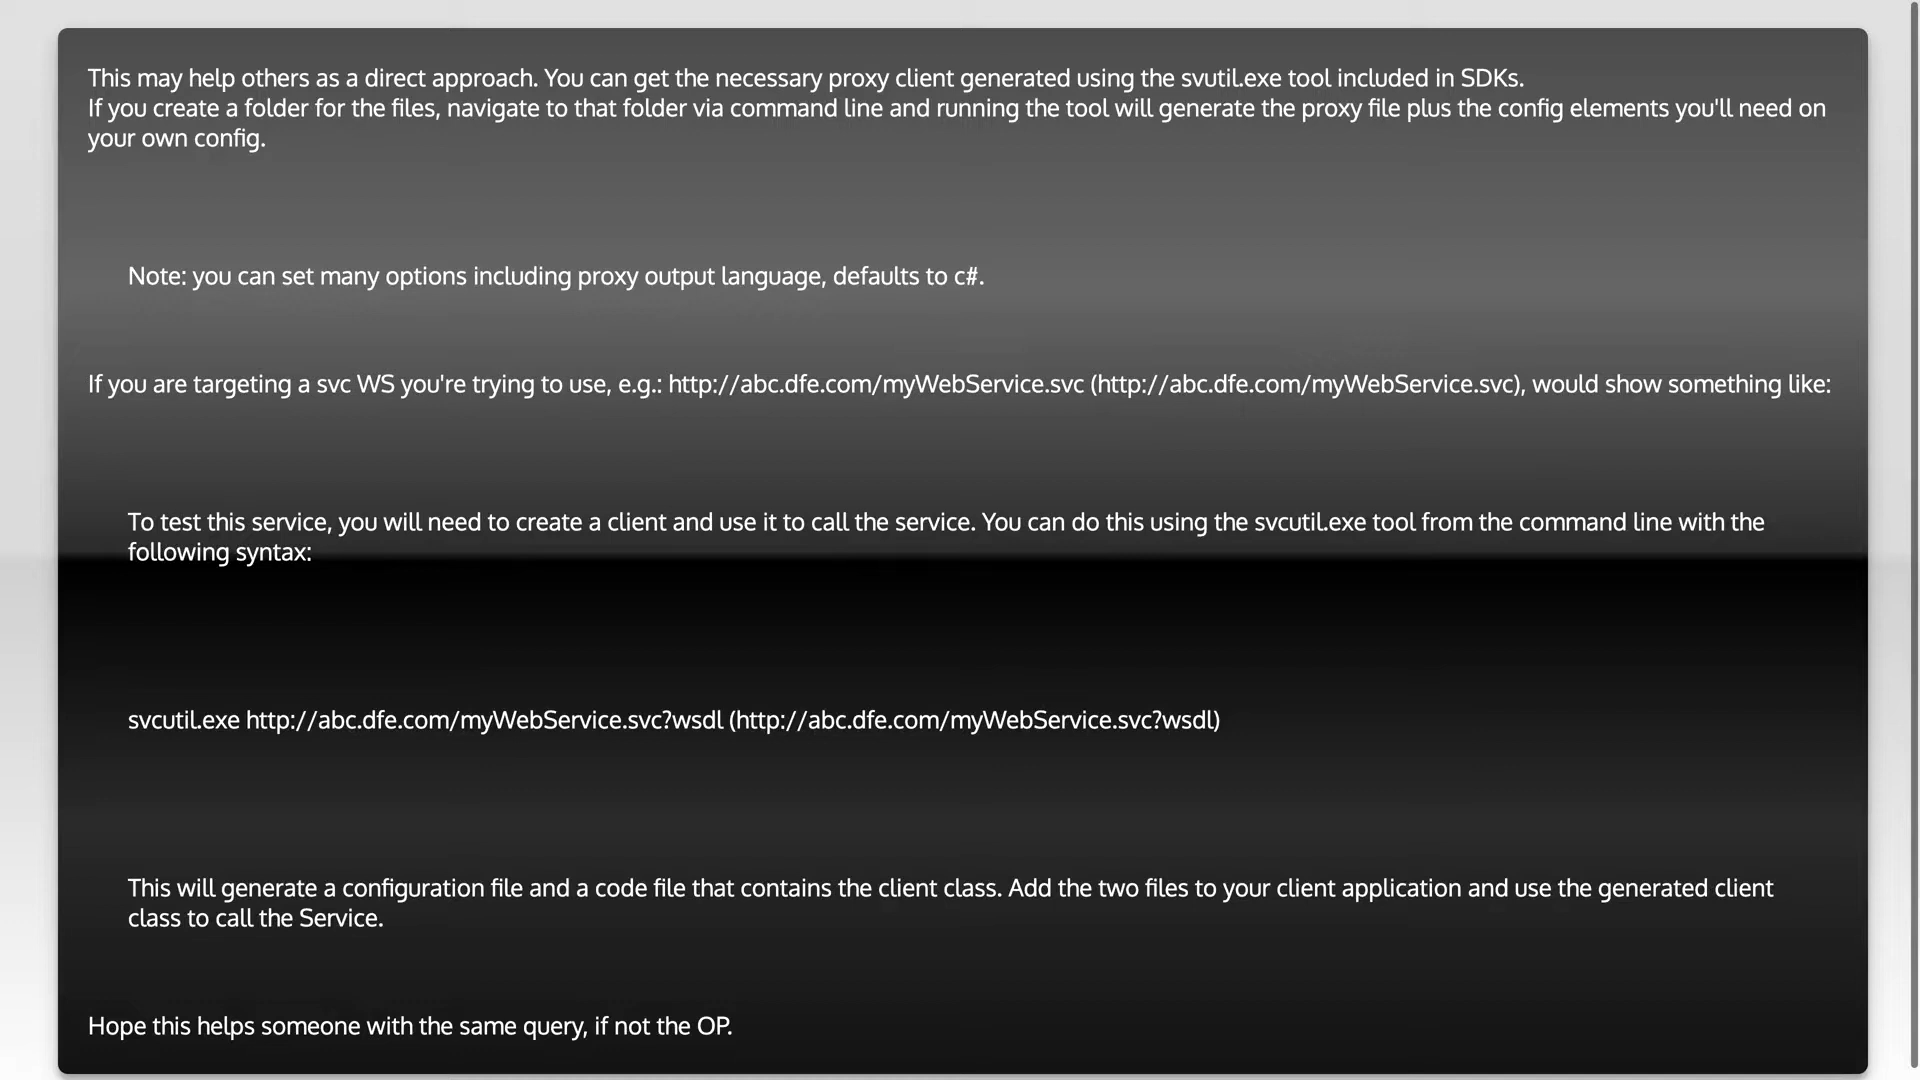 This may help others as a direct approach. You can get the necessary proxy client generated using the svutil.exe tool included in SDKs.
If you create a folder for the files, navigate to that folder via command line and running the tool will generate the proxy file plus the config elements you'll need on
your own config.
Note: you can set many options including proxy output language, defaults to c#.
If you are targeting a svc WS you're trying to use, e.g.: http://abc.dfe.com/myWebService.svc (http://abc.dfe.com/myWebService.svc), would show something like:
To test this service, you will need to create a client and use it to call the service. You can do this using the svcutil.exe tool from the command line with the
following syntax:
svcutil.exe http://abc.dfe.com/myWebService.svc?wsdl (http://abc.dfe.com/myWebService.svc?wsdl)
This will generate a configuration file and a code file that contains the client class. Add the two files to your client application and use the generated client
class to call the Service.
Hope this helps someone with the same query, if not the OP.